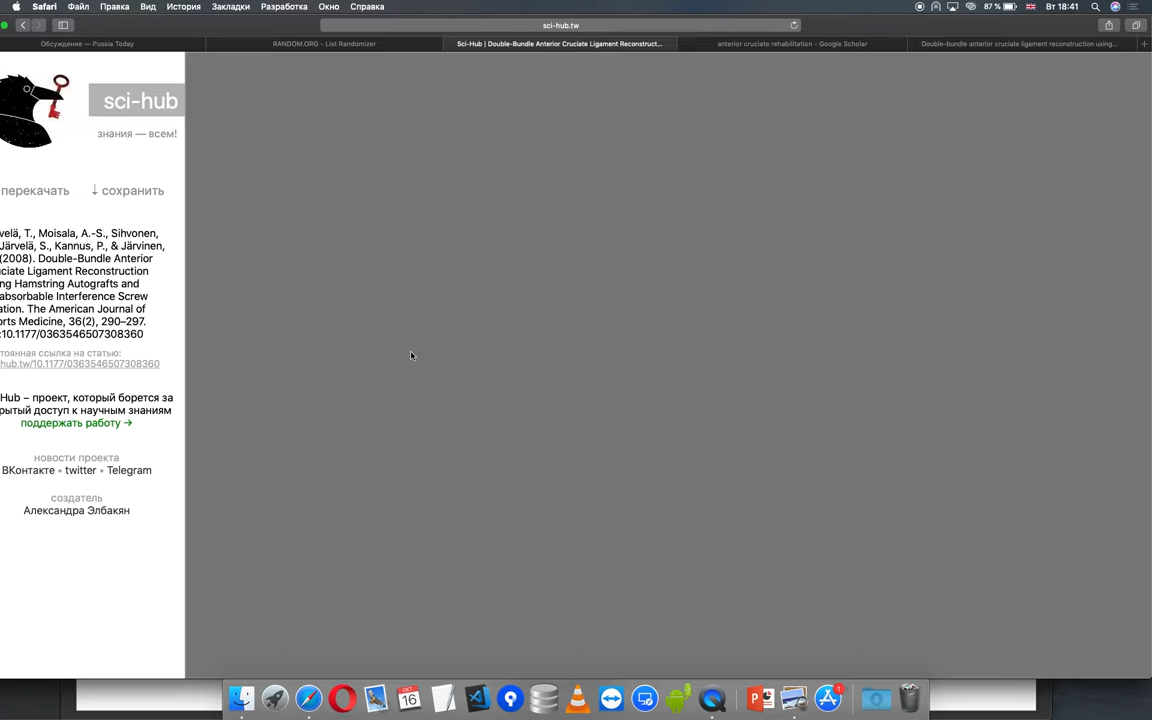 Safari Файл Правка Вид История Закладки Разработка Окно Справка 87 % Вт 18:41
sci-hub.tw
Обсуждение — Russia Today RANDOM.ORG - List Randomizer Sci-Hub | Double-Bundle Anterior Cruciate Ligament Reconstruct... anterior cruciate rehabilitation - Google Scholar Double-bundle anterior cruciate ligament reconstruction using...
sci-hub
знания — всем!
перекачать ⇣ сохранить
velä, T., Moisala, A.-S., Sihvonen,
Järvelä, S., Kannus, P., & Järvinen,
(2008). Double-Bundle Anterior
ciate Ligament Reconstruction
ng Hamstring Autografts and
absorbable Interference Screw
ation. The American Journal of
orts Medicine, 36(2), 290–297.
:10.1177/0363546507308360
тоянная ссылка на статью:
hub.tw/10.1177/0363546507308360
Hub – проект, который борется за
рытый доступ к научным знаниям
поддержать работу →
новости проекта
ВКонтакте • twitter • Telegram
создатель
Александра Элбакян
ОКТ
16
1